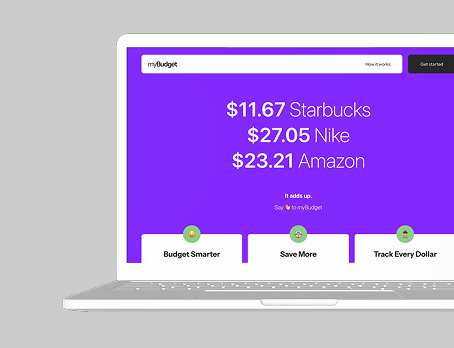 myBudget
How it works
Get started
$11.67 Starbucks
$27.05 Nike
$23.21 Amazon
It adds up.
Say 👋 to myBudget
Budget Smarter
Save More
Track Every Dollar